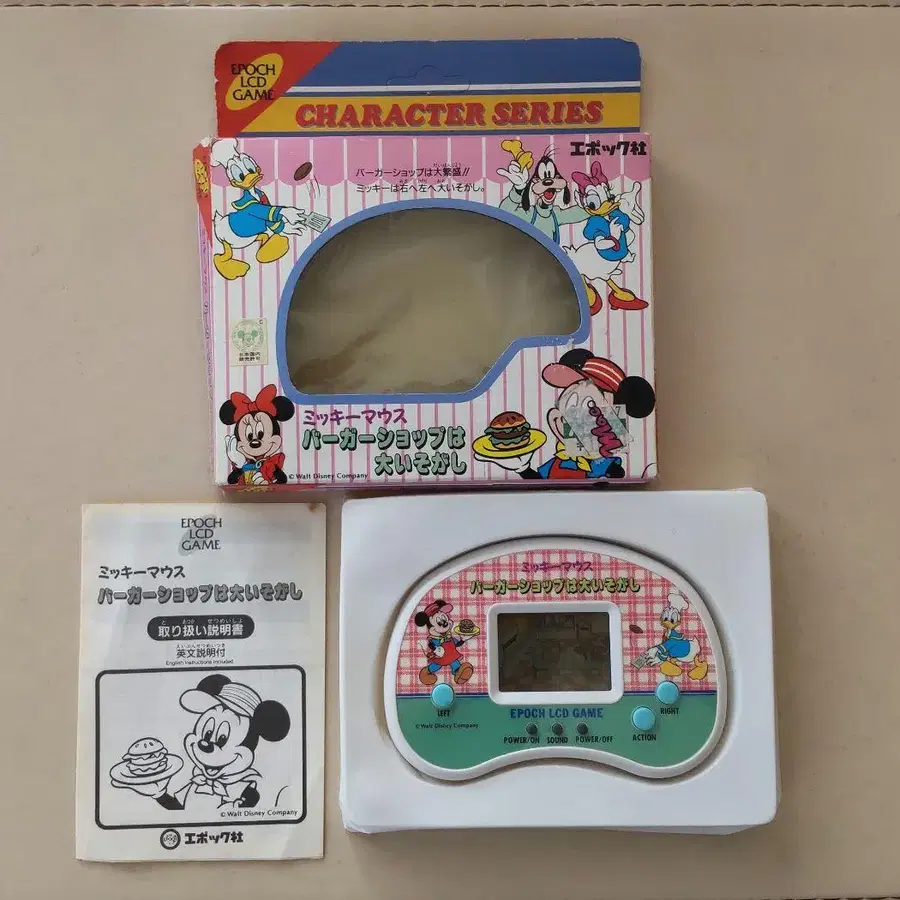 EPOCH
LCD
GAME
CHARACTER SERIES
エポック社
バーガーショップは大繁盛!!
ミッキーは右へ左へ大いそがし。
ミッキーマウス
バーガーショップは
大いそがし
© Walt Disney Company
EPOCH
LCD
GAME
ミッキーマウス
バーガーショップは大いそがし
取り扱い説明書
英文説明付
English Instructions Included
© Walt Disney Company
エポック社
ミッキーマウス
バーガーショップは大いそがし
LEFT
EPOCH LCD GAME
RIGHT
© Walt Disney Company
POWER/ON
SOUND
POWER/OFF
ACTION